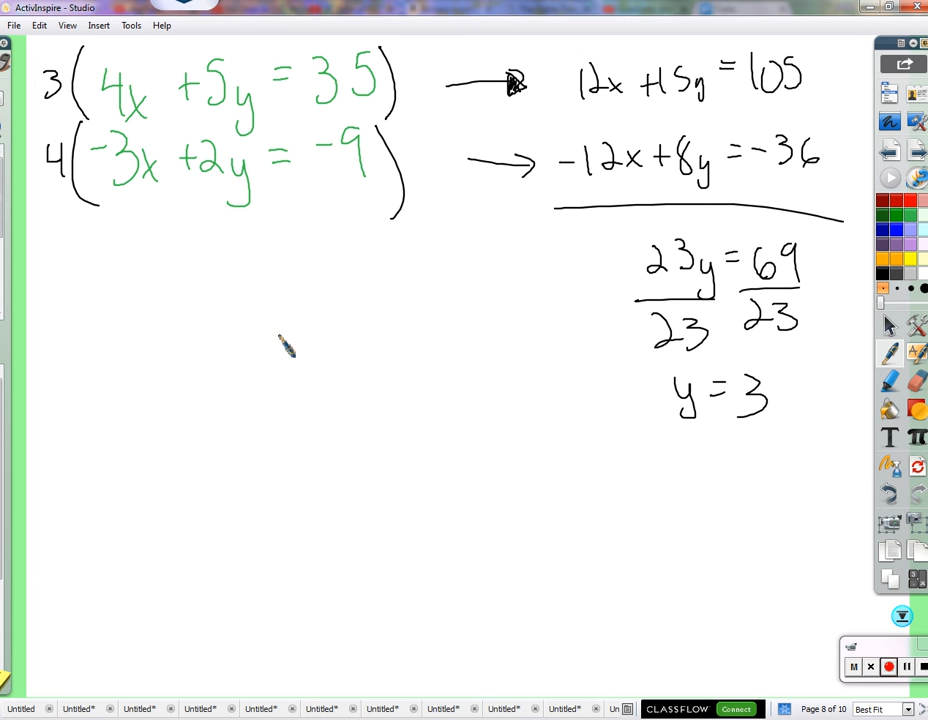 ActivInspire - Studio
File Edit View Insert Tools Help
3(4x + 5y = 35) → 12x + 15y = 105
4(-3x + 2y = -9) → -12x + 8y = -36
23y = 69
23 23
y = 3
M
Untitled Untitled* Untitled* Untitled* Untitled* Untitled* Untitled* Untitled* Untitled* Untitled* Un CLASSFLOW Connect Page 8 of 10 Best Fit